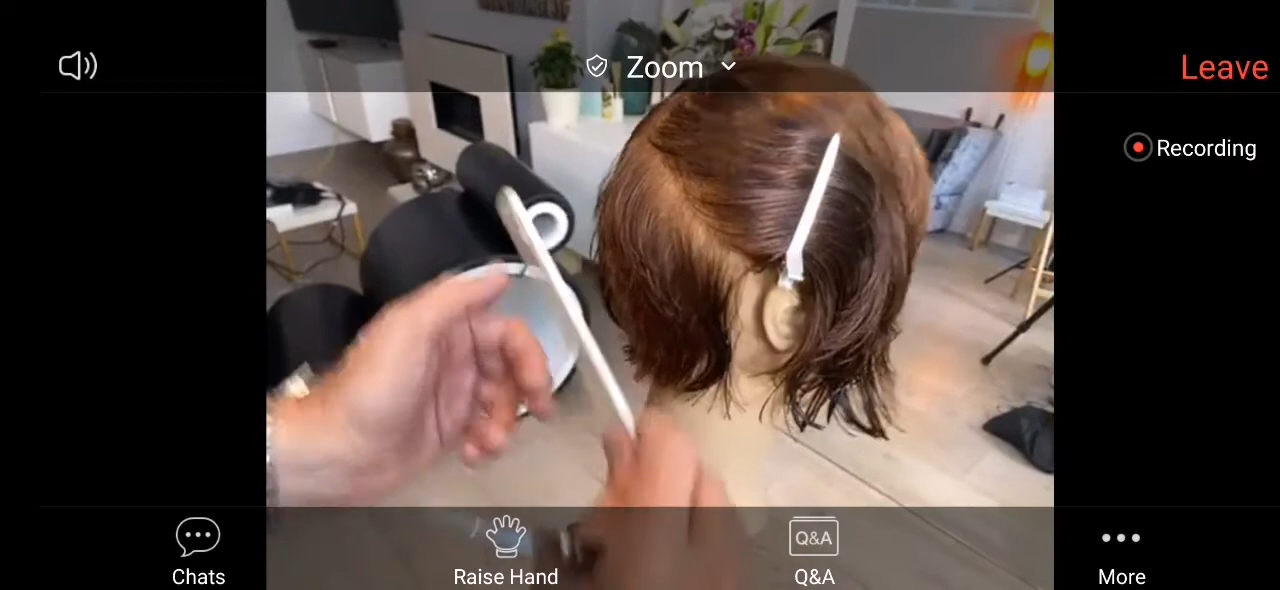 Zoom
Leave
Recording
Chats
Raise Hand
Q&A
Q&A
More